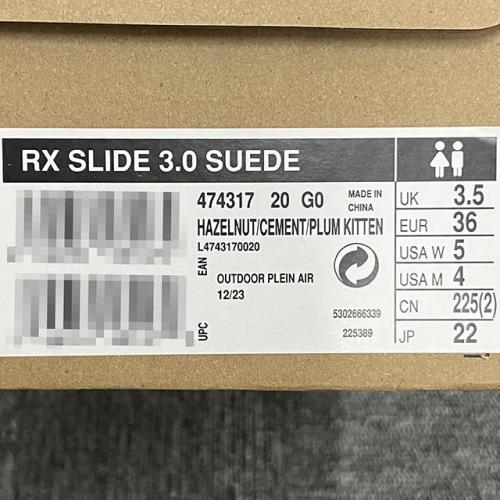 RX SLIDE 3.0 SUEDE
474317 20 G0
MADE IN
CHINA
HAZELNUT/CEMENT/PLUM KITTEN
L4743170020
EAN
OUTDOOR PLEIN AIR
12/23
5302666339
225389
UPC
UK 3.5
EUR 36
USA W 5
USA M 4
CN 225(2)
JP 22